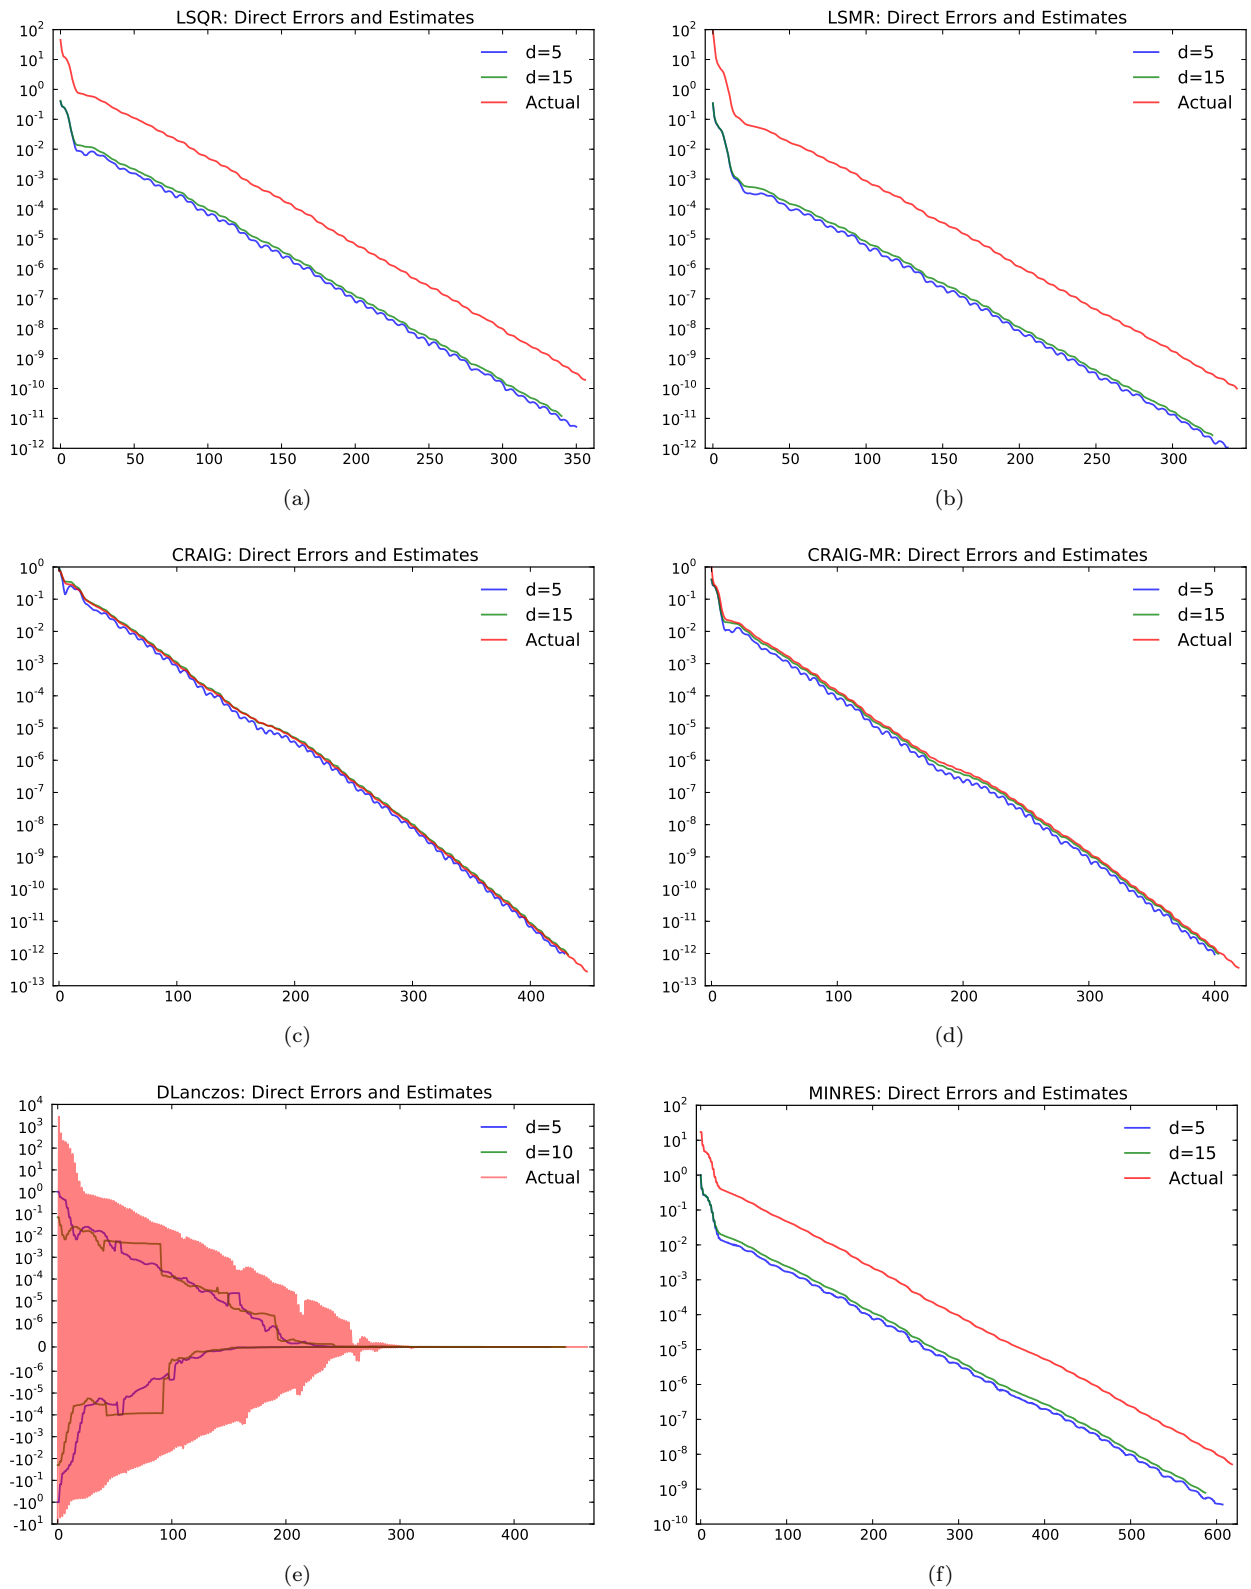 LSQR: Direct Errors and Estimates
10^2
10^1
10^0
10^-1
10^-2
10^-3
10^-4
10^-5
10^-6
10^-7
10^-8
10^-9
10^-10
10^-11
10^-12
0 50 100 150 200 250 300 350
d=5
d=15
Actual
(a)
LSMR: Direct Errors and Estimates
10^2
10^1
10^0
10^-1
10^-2
10^-3
10^-4
10^-5
10^-6
10^-7
10^-8
10^-9
10^-10
10^-11
10^-12
0 50 100 150 200 250 300
d=5
d=15
Actual
(b)
CRAIG: Direct Errors and Estimates
10^0
10^-1
10^-2
10^-3
10^-4
10^-5
10^-6
10^-7
10^-8
10^-9
10^-10
10^-11
10^-12
10^-13
0 100 200 300 400
d=5
d=15
Actual
(c)
CRAIG-MR: Direct Errors and Estimates
10^0
10^-1
10^-2
10^-3
10^-4
10^-5
10^-6
10^-7
10^-8
10^-9
10^-10
10^-11
10^-12
10^-13
0 100 200 300 400
d=5
d=15
Actual
(d)
DLanczos: Direct Errors and Estimates
10^4
10^3
10^2
10^1
10^0
10^-1
10^-2
10^-3
10^-4
10^-5
10^-6
0
-10^-6
-10^-5
-10^-4
-10^-3
-10^-2
-10^-1
-10^0
-10^1
0 100 200 300 400
d=5
d=10
Actual
(e)
MINRES: Direct Errors and Estimates
10^2
10^1
10^0
10^-1
10^-2
10^-3
10^-4
10^-5
10^-6
10^-7
10^-8
10^-9
10^-10
0 100 200 300 400 500 600
d=5
d=15
Actual
(f)